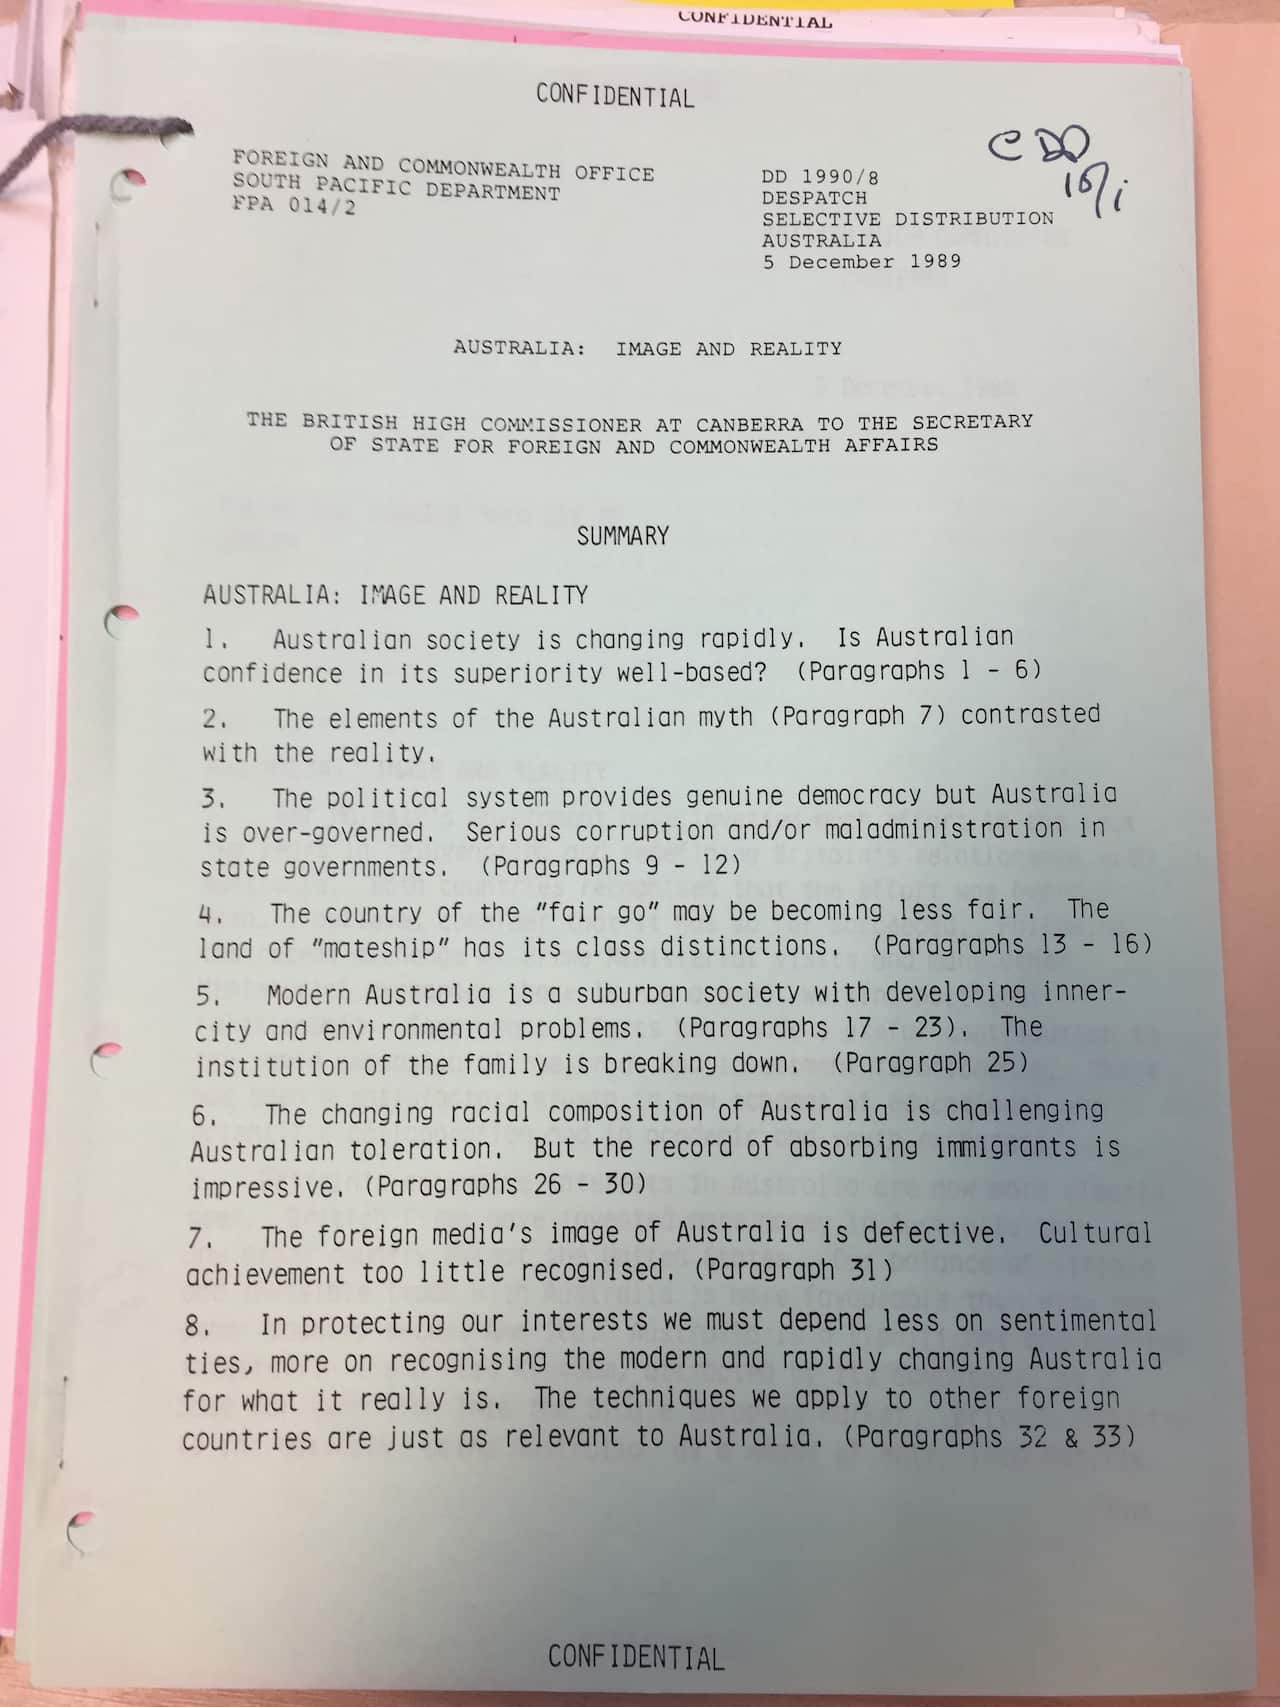 CONFIDENTIAL
CONFIDENTIAL
FOREIGN AND COMMONWEALTH OFFICE
SOUTH PACIFIC DEPARTMENT
FPA 014/2
CDD
16/i
DD 1990/8
DESPATCH
SELECTIVE DISTRIBUTION
AUSTRALIA
5 December 1989
AUSTRALIA: IMAGE AND REALITY
THE BRITISH HIGH COMMISSIONER AT CANBERRA TO THE SECRETARY
OF STATE FOR FOREIGN AND COMMONWEALTH AFFAIRS
SUMMARY
AUSTRALIA: IMAGE AND REALITY
1. Australian society is changing rapidly. Is Australian
confidence in its superiority well-based? (Paragraphs 1 - 6)
2. The elements of the Australian myth (Paragraph 7) contrasted
with the reality.
3. The political system provides genuine democracy but Australia
is over-governed. Serious corruption and/or maladministration in
state governments. (Paragraphs 9 - 12)
4. The country of the "fair go" may be becoming less fair. The
land of "mateship" has its class distinctions. (Paragraphs 13 - 16)
5. Modern Australia is a suburban society with developing inner-
city and environmental problems. (Paragraphs 17 - 23). The
institution of the family is breaking down. (Paragraph 25)
6. The changing racial composition of Australia is challenging
Australian toleration. But the record of absorbing immigrants is
impressive. (Paragraphs 26 - 30)
7. The foreign media's image of Australia is defective. Cultural
achievement too little recognised. (Paragraph 31)
8. In protecting our interests we must depend less on sentimental
ties, more on recognising the modern and rapidly changing Australia
for what it really is. The techniques we apply to other foreign
countries are just as relevant to Australia. (Paragraphs 32 & 33)
CONFIDENTIAL